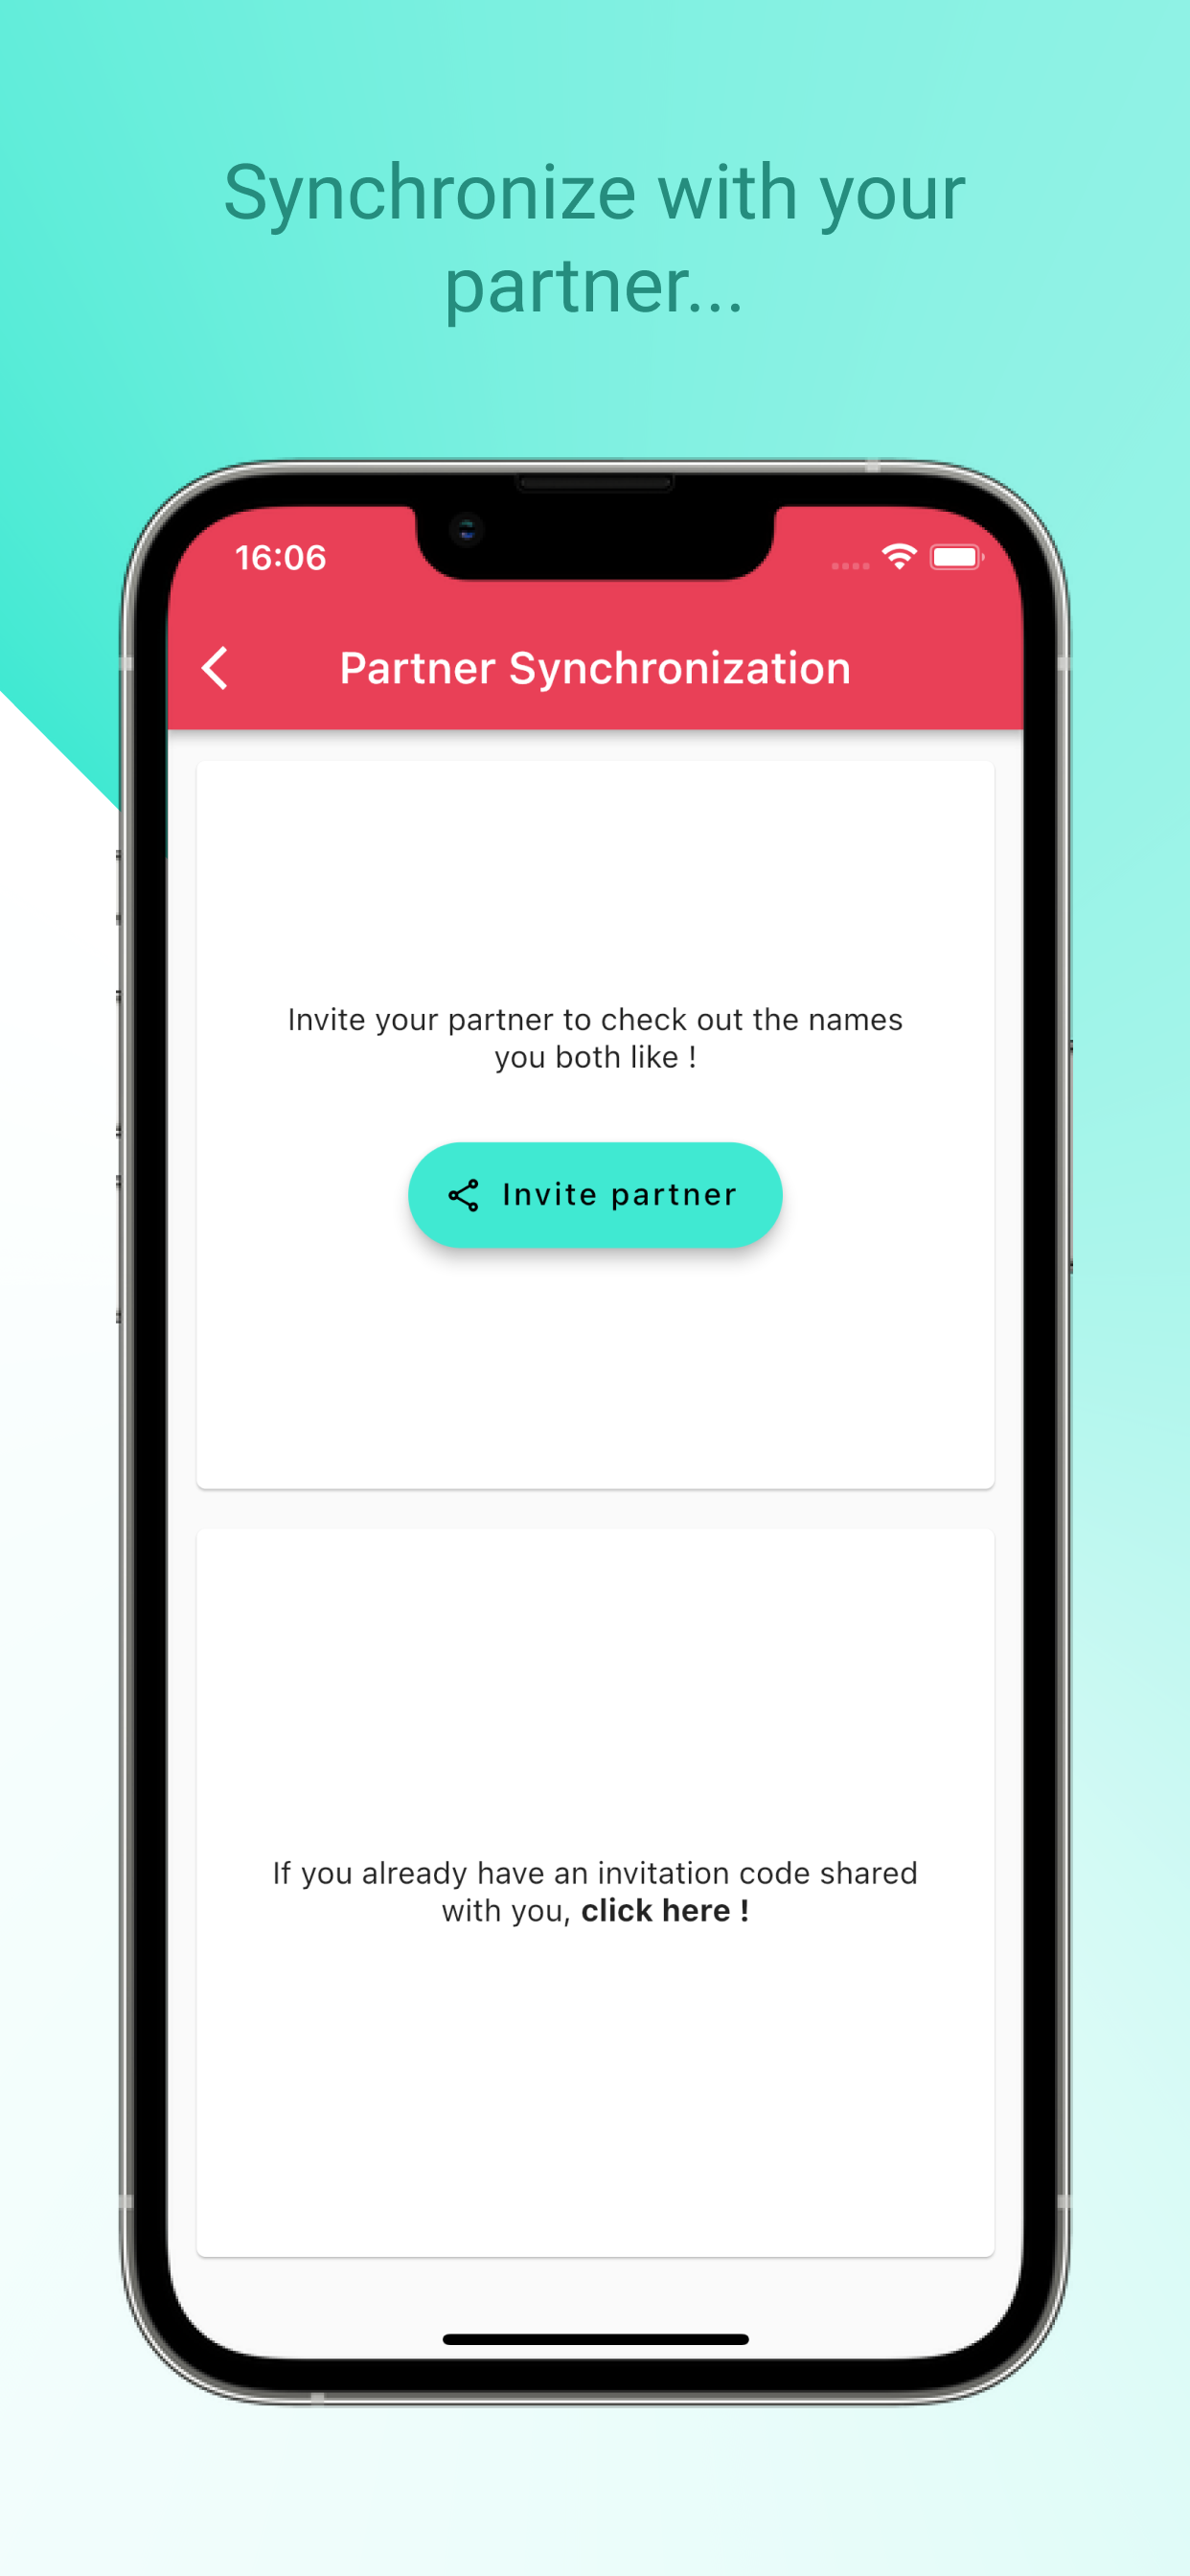 Synchronize with your
partner...
16:06
Partner Synchronization
Invite your partner to check out the names
you both like !
Invite partner
If you already have an invitation code shared
with you, click here !